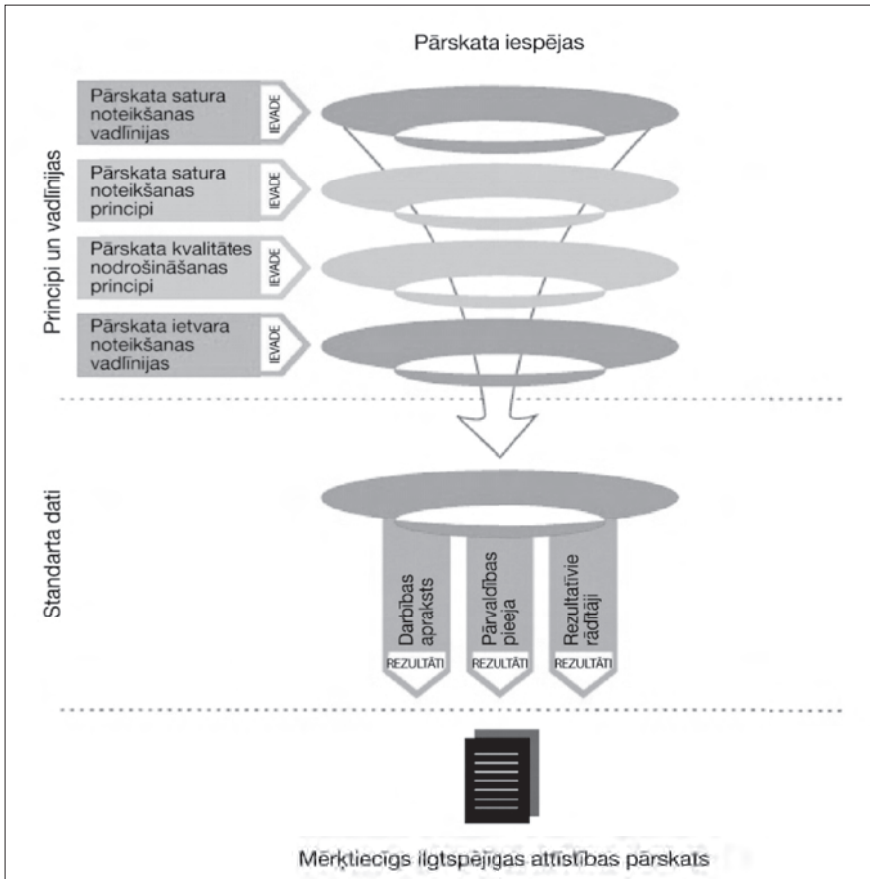 Pārskata iespējas
Principi un vadlīnijas
Pārskata satura
noteikšanas
vadlīnijas
IEVADE
Pārskata satura
noteikšanas
principi
IEVADE
Pārskata kvalitātes
nodrošināšanas
principi
IEVADE
Pārskata ietvara
noteikšanas
vadlīnijas
IEVADE
Standarta dati
Darbības
apraksts
REZULTĀTI
Pārvaldības
pieeja
REZULTĀTI
Rezultatīvie
rādītāji
REZULTĀTI
Mērķtiecīgs ilgtspējīgas attīstības pārskats